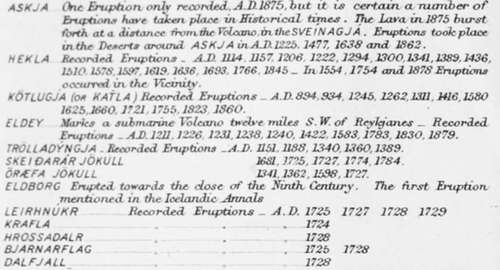 ASKJA One Eruption only recorded, A.D. 1875, but it is certain a number of
Eruptions have taken place in Historical times. The Lava in 1875 burst
forth at a distance from the Volcano, in the SVEINAGJA. Eruptions took place
in the Deserts around ASKJA in A.D. 1225. 1477, 1638 and 1862.
HEKLA. Recorded Eruptions _ A.D. 1114, 1157, 1206, 1222, 1294, 1300, 1341, 1389, 1436,
1510, 1578, 1597, 1619, 1636, 1693, 1766, 1845 _ In 1554, 1754 and 1878 Eruptions
occurred in the Vicinity.
KÖTLUGJA (OR KATLA) Recorded Eruptions _ A.D. 894, 934, 1245, 1262, 1311, 1416, 1580
1625, 1660, 1721, 1755, 1823, 1860.
ELDEY _ Marks a submarine Volcano twelve miles S.W. of Reykjanes _ Recorded
Eruptions _ A.D. 1211, 1226, 1231, 1238, 1240, 1422, 1583, 1783, 1830, 1879.
TRÖLLADYNGJA _ Recorded Eruptions _ A.D. 1151, 1188, 1340, 1360, 1389.
SKEIÐARÁR JÖKULL 1681, 1725, 1727, 1774, 1784.
ÖRÆFA JÖKULL 1341, 1362, 1598, 1727.
ELDBORG Erupted towards the close of the Ninth Century. The first Eruption
mentioned in the Icelandic Annals
LEIRHNUKR Recorded Eruptions _ A.D. 1725 1727 1728 1729
KRAFLA 1724
HROSSADALR 1728
BJARNARFLAG 1725 1728
DALFJALL 1728